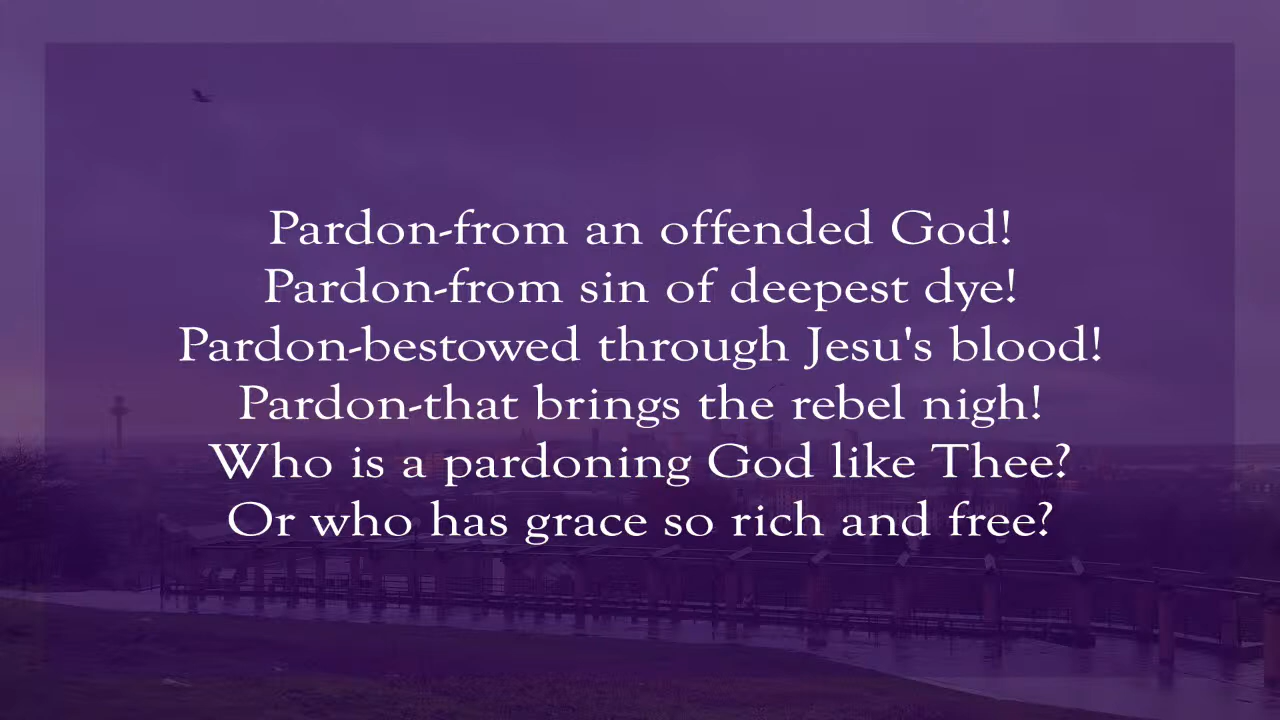 Pardon-from an offended God!
Pardon-from sin of deepest dye!
Pardon-bestowed through Jesu's blood!
Pardon-that brings the rebel nigh!
Who is a pardoning God like Thee?
Or who has grace so rich and free?